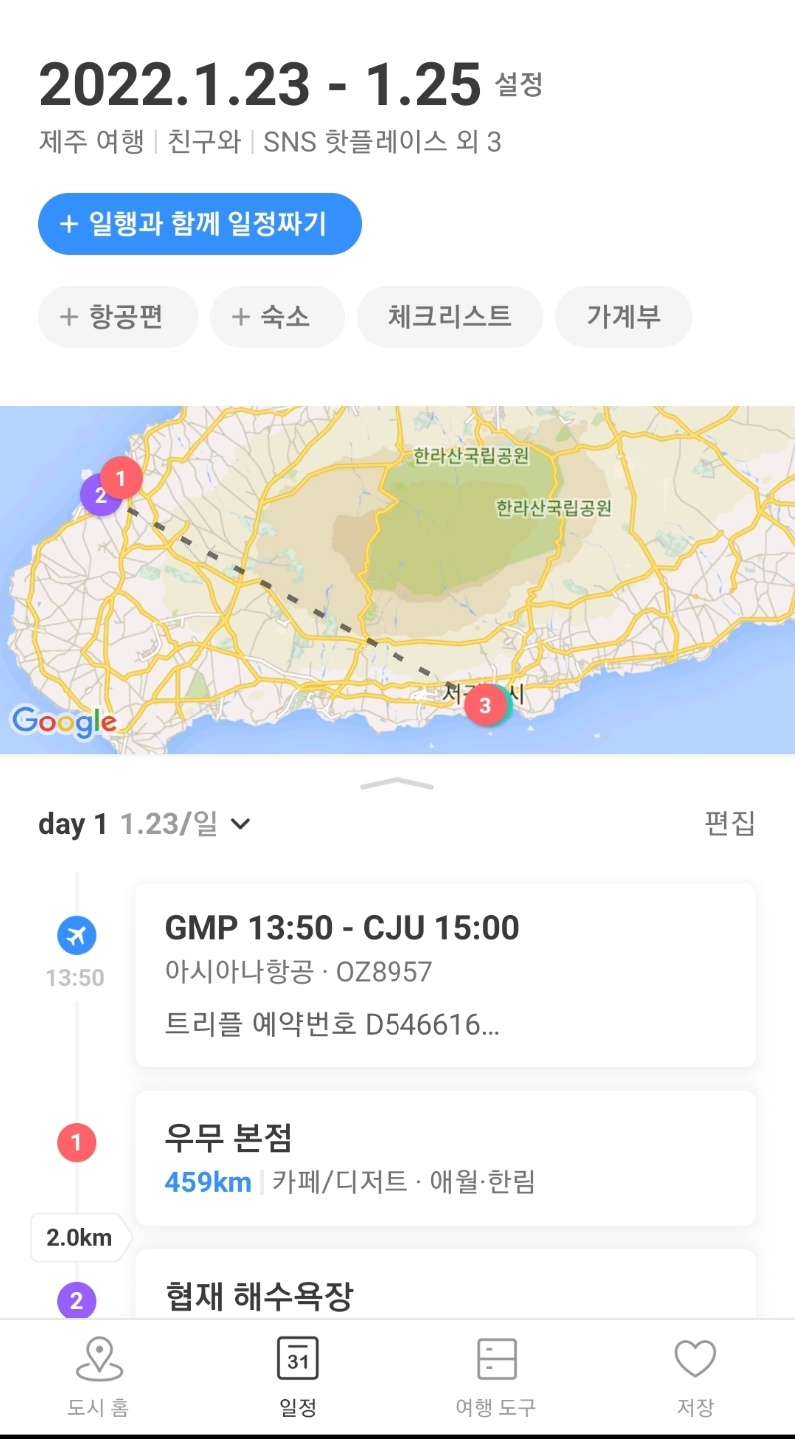 2022.1.23 - 1.25 설정
제주 여행 | 친구와 | SNS 핫플레이스 외 3
+ 일행과 함께 일정짜기
+ 항공편 + 숙소 체크리스트 가계부
한라산국립공원
한라산국립공원
1
2
3
Google
day 1 1.23/일 편집
GMP 13:50 - CJU 15:00
13:50
아시아나항공 · OZ8957
트리플 예약번호 D546616...
1 우무 본점
459km | 카페/디저트 · 애월·한림
2.0km
2 협재 해수욕장
31
도시 홈 일정 여행 도구 저장